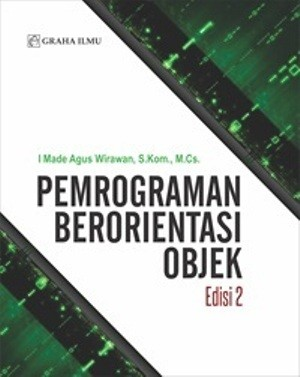 GRAHA ILMU
I Made Agus Wirawan, S.Kom., M.Cs.
PEMROGRAMAN
BERORIENTASI
OBJEK
Edisi 2